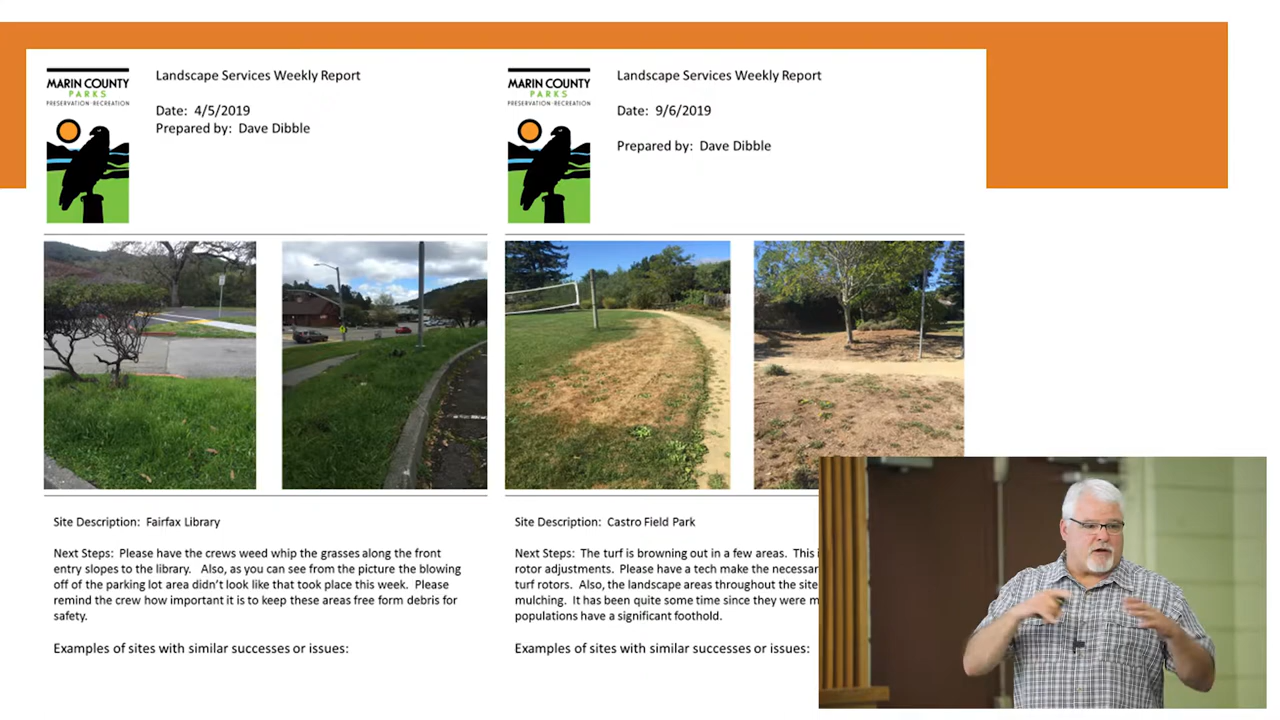 MARIN COUNTY
PARKS
PRESERVATION·RECREATION
Landscape Services Weekly Report
Date: 4/5/2019
Prepared by: Dave Dibble
Site Description: Fairfax Library
Next Steps: Please have the crews weed whip the grasses along the front
entry slopes to the library. Also, as you can see from the picture the blowing
off of the parking lot area didn't look like that took place this week. Please
remind the crew how important it is to keep these areas free form debris for
safety.
Examples of sites with similar successes or issues:
MARIN COUNTY
PARKS
PRESERVATION·RECREATION
Landscape Services Weekly Report
Date: 9/6/2019
Prepared by: Dave Dibble
Site Description: Castro Field Park
Next Steps: The turf is browning out in a few areas. This
rotor adjustments. Please have a tech make the
turf rotors. Also, the landscape areas throughout the site
mulching. It has been quite some time since they were
populations have a significant foothold.
Examples of sites with similar successes or issues: